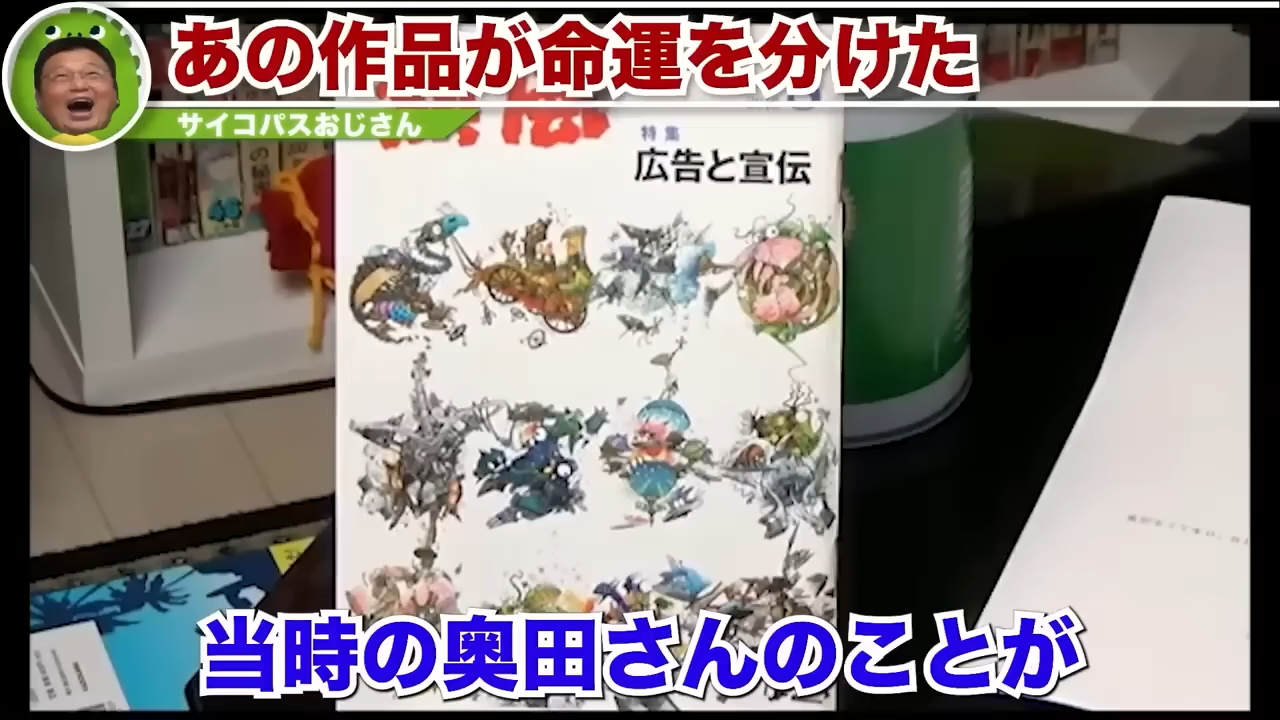 あの作品が命運を分けた
サイコパスおじさん
特集
広告と宣伝
46
当時の奥田さんのことが